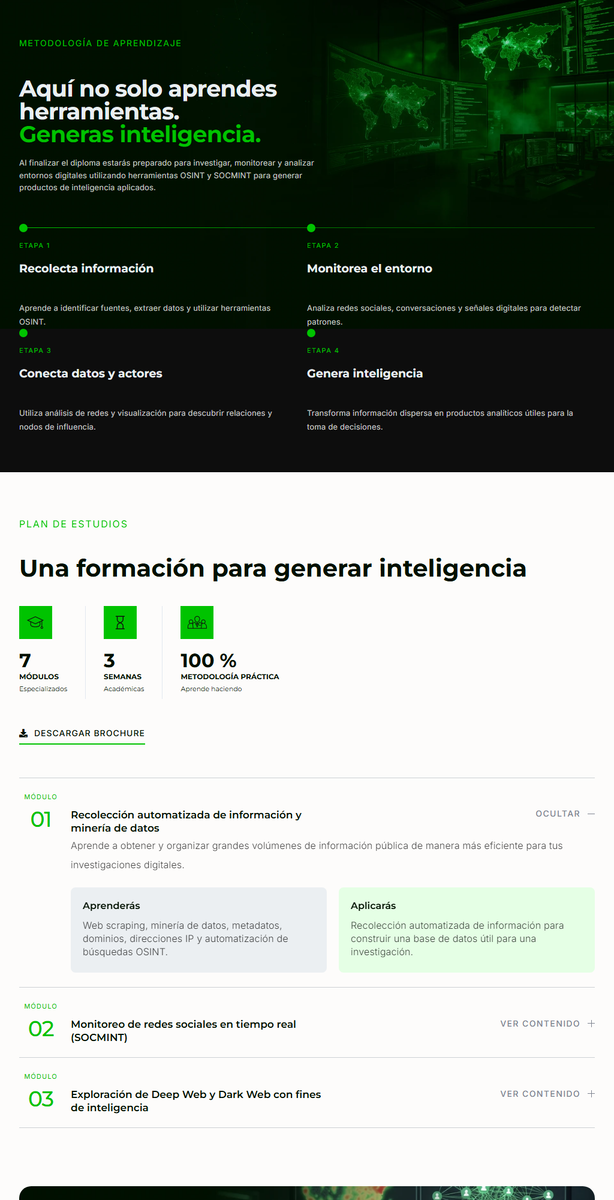 METODOLOGÍA DE APRENDIZAJE
Aquí no solo aprendes
herramientas.
Generas inteligencia.
Al finalizar el diploma estarás preparado para investigar, monitorear y analizar
entornos digitales utilizando herramientas OSINT y SOCMINT para generar
productos de inteligencia aplicados.
ETAPA 1
Recolecta información
Aprende a identificar fuentes, extraer datos y utilizar herramientas
OSINT.
ETAPA 2
Monitorea el entorno
Analiza redes sociales, conversaciones y señales digitales para detectar
patrones.
ETAPA 3
Conecta datos y actores
Utiliza análisis de redes y visualización para descubrir relaciones y
nodos de influencia.
ETAPA 4
Genera inteligencia
Transforma información dispersa en productos analíticos útiles para la
toma de decisiones.
PLAN DE ESTUDIOS
Una formación para generar inteligencia
7
MÓDULOS
Especializados
3
SEMANAS
Académicas
100 %
METODOLOGÍA PRÁCTICA
Aprende haciendo
DESCARGAR BROCHURE
MÓDULO
01
Recolección automatizada de información y
minería de datos
OCULTAR
Aprende a obtener y organizar grandes volúmenes de información pública de manera más eficiente para tus
investigaciones digitales.
Aprenderás
Web scraping, minería de datos, metadatos,
dominios, direcciones IP y automatización de
búsquedas OSINT.
Aplicarás
Recolección automatizada de información para
construir una base de datos útil para una
investigación.
MÓDULO
02
Monitoreo de redes sociales en tiempo real
(SOCMINT)
VER CONTENIDO
MÓDULO
03
Exploración de Deep Web y Dark Web con fines
de inteligencia
VER CONTENIDO